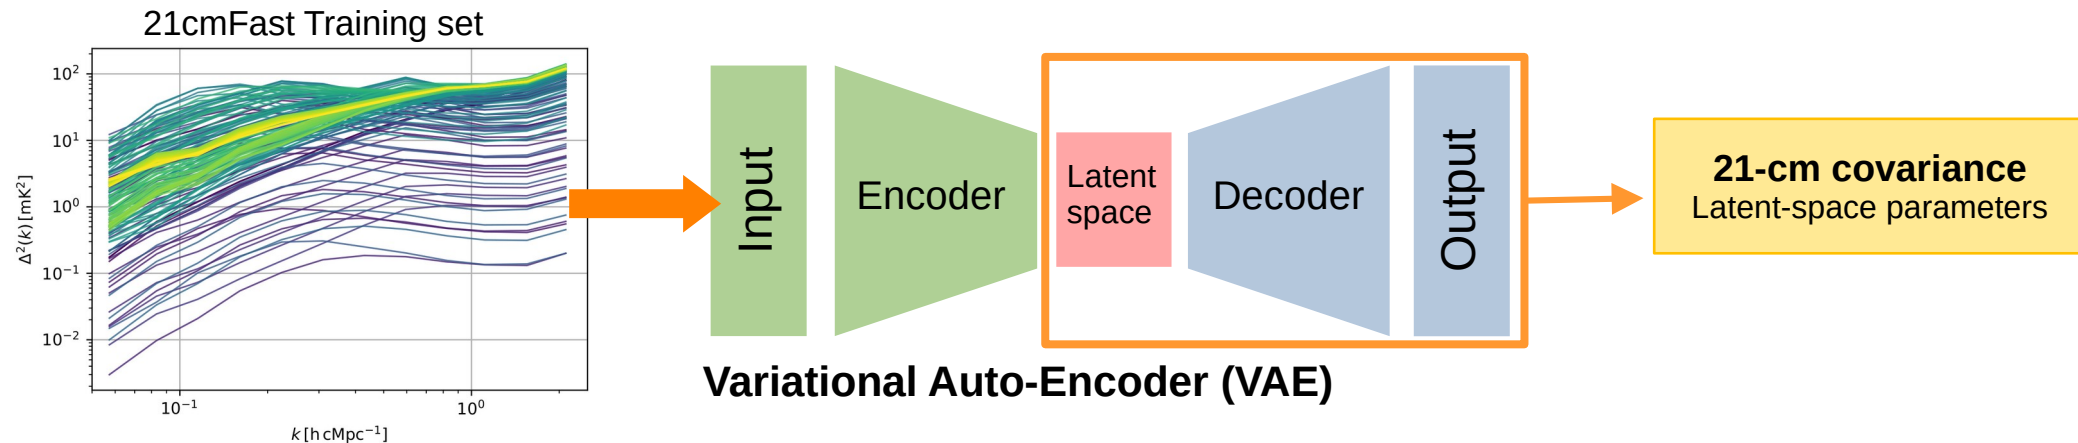 21cmFast Training set
10²
10¹
10⁰
10⁻¹
10⁻²
Δ²(k) [mK²]
10⁻¹
10⁰
k [h cMpc⁻¹]
Input
Encoder
Latent
space
Decoder
Output
Variational Auto-Encoder (VAE)
21-cm covariance
Latent-space parameters